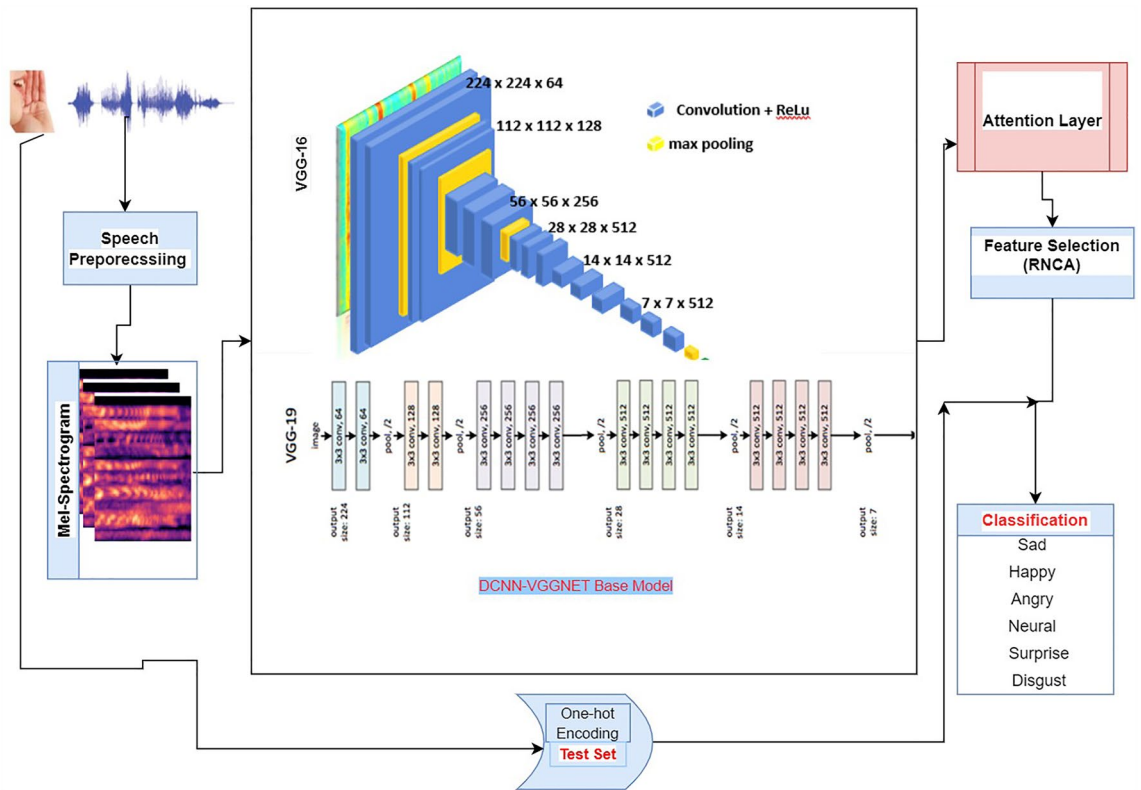 Speech
Preporecssiing
Mel-Spectrogram
VGG-16
224 x 224 x 64
112 x 112 x 128
56 x 56 x 256
28 x 28 x 512
14 x 14 x 512
7 x 7 x 512
Convolution + ReLu
max pooling
VGG-19
image
3x3 conv, 64
3x3 conv, 64
pool, /2
3x3 conv, 128
3x3 conv, 128
pool, /2
3x3 conv, 256
3x3 conv, 256
3x3 conv, 256
3x3 conv, 256
pool, /2
3x3 conv, 512
3x3 conv, 512
3x3 conv, 512
3x3 conv, 512
pool, /2
3x3 conv, 512
3x3 conv, 512
3x3 conv, 512
3x3 conv, 512
pool, /2
output
size: 224
output
size: 112
output
size: 56
output
size: 28
output
size: 14
output
size: 7
DCNN-VGGNET Base Model
Attention Layer
Feature Selection
(RNCA)
Classification
Sad
Happy
Angry
Neural
Surprise
Disgust
One-hot
Encoding
Test Set